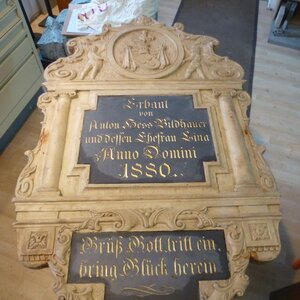 Erbaut
von
Anton Hess Bildhauer
und dessen Ehefrau Lina
Anno Domini
1880.
Grüß Gott, tritt ein,
bring Glück herein.